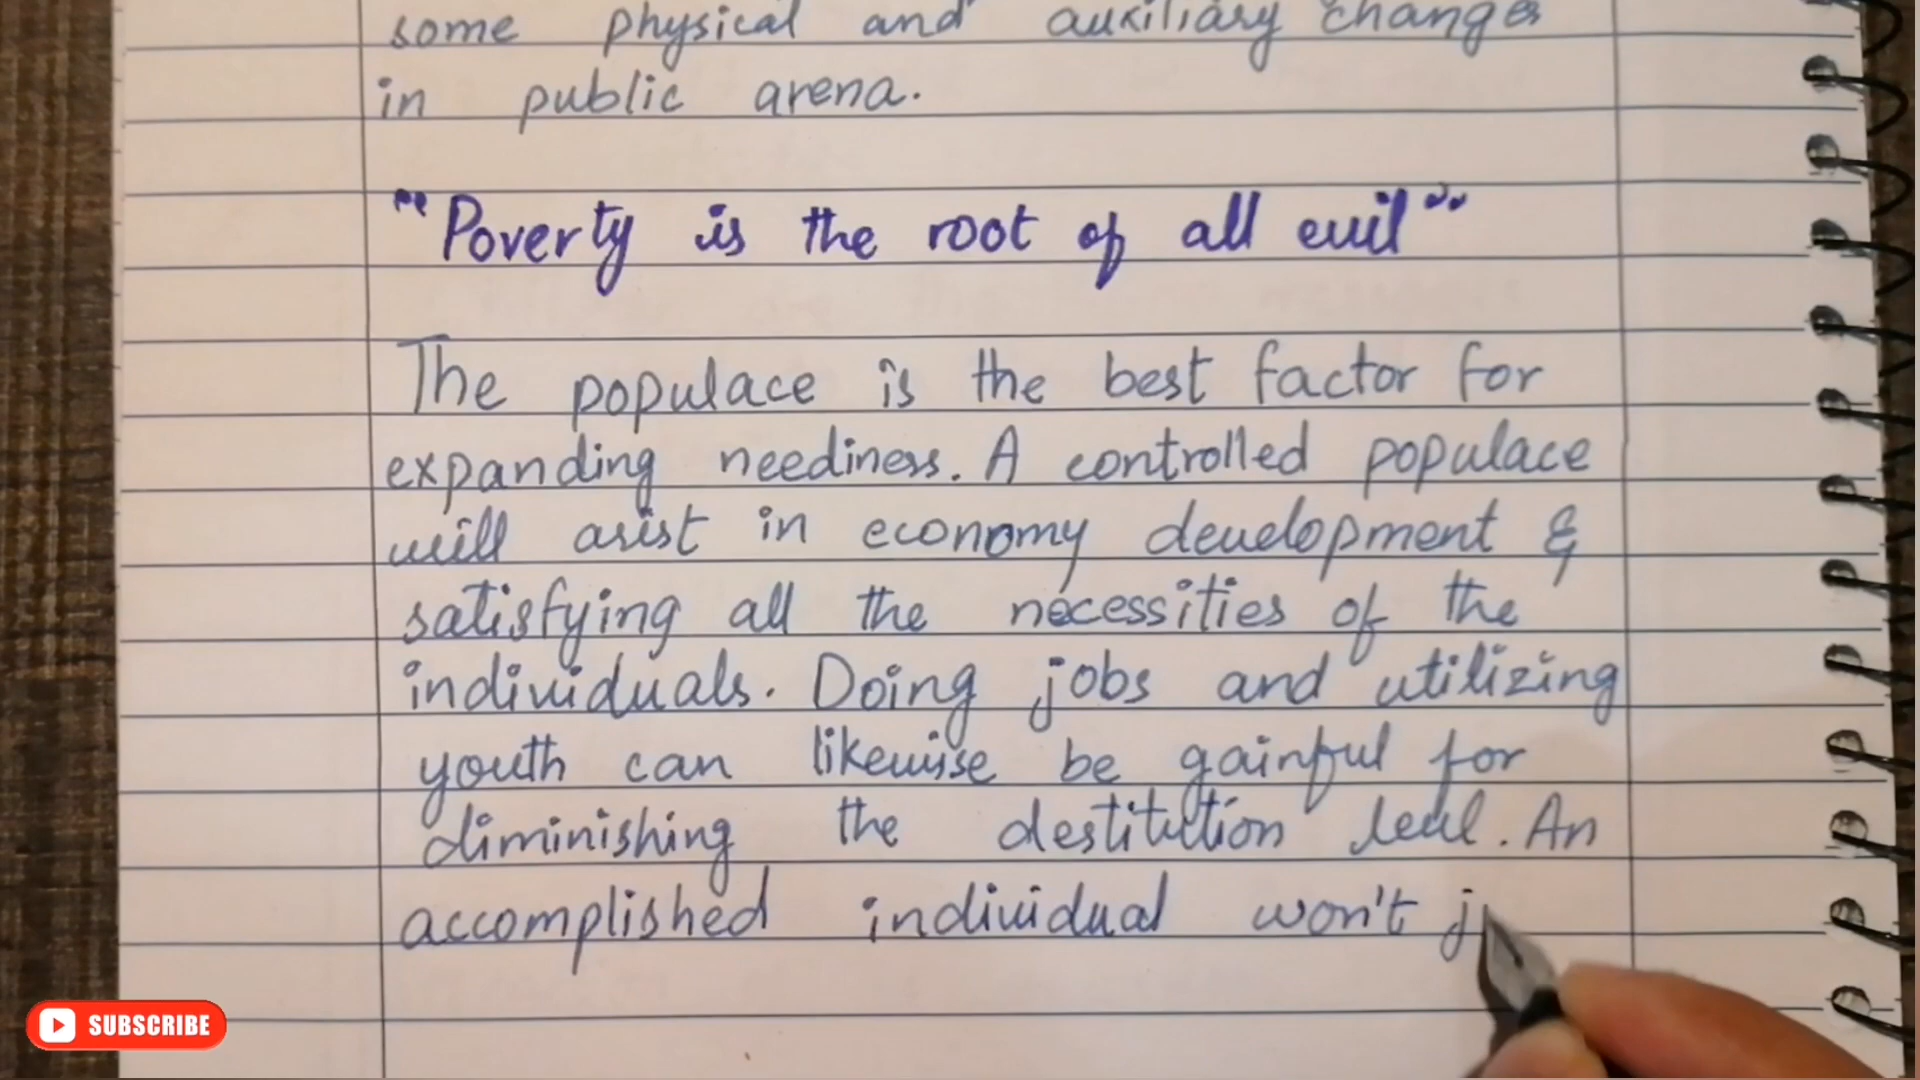 some physical and auxiliary changes
in public arena.
"Poverty is the root of all evil"
The populace is the best factor for
expanding neediness. A controlled populace
will asist in economy development &
satisfying all the necessities of the
individuals. Doing jobs and utilizing
youth can likewise be gainful for
diminishing the destitution level. An
accomplished individual won't j
SUBSCRIBE